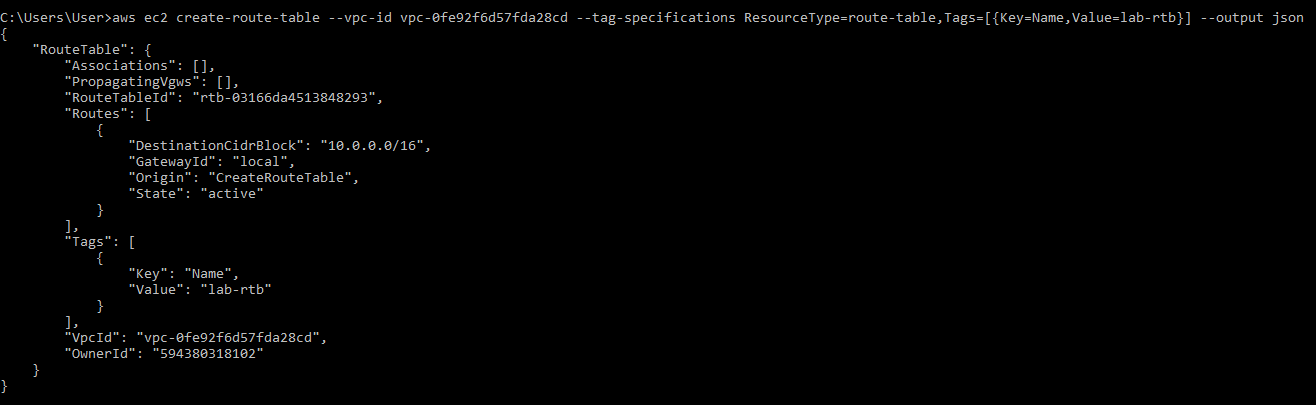 C:\Users\User>aws ec2 create-route-table --vpc-id vpc-0fe92f6d57fda28cd --tag-specifications ResourceType=route-table,Tags=[{Key=Name,Value=lab-rtb}] --output json
{
    "RouteTable": {
        "Associations": [],
        "PropagatingVgws": [],
        "RouteTableId": "rtb-03166da4513848293",
        "Routes": [
            {
                "DestinationCidrBlock": "10.0.0.0/16",
                "GatewayId": "local",
                "Origin": "CreateRouteTable",
                "State": "active"
            }
        ],
        "Tags": [
            {
                "Key": "Name",
                "Value": "lab-rtb"
            }
        ],
        "VpcId": "vpc-0fe92f6d57fda28cd",
        "OwnerId": "594380318102"
    }
}